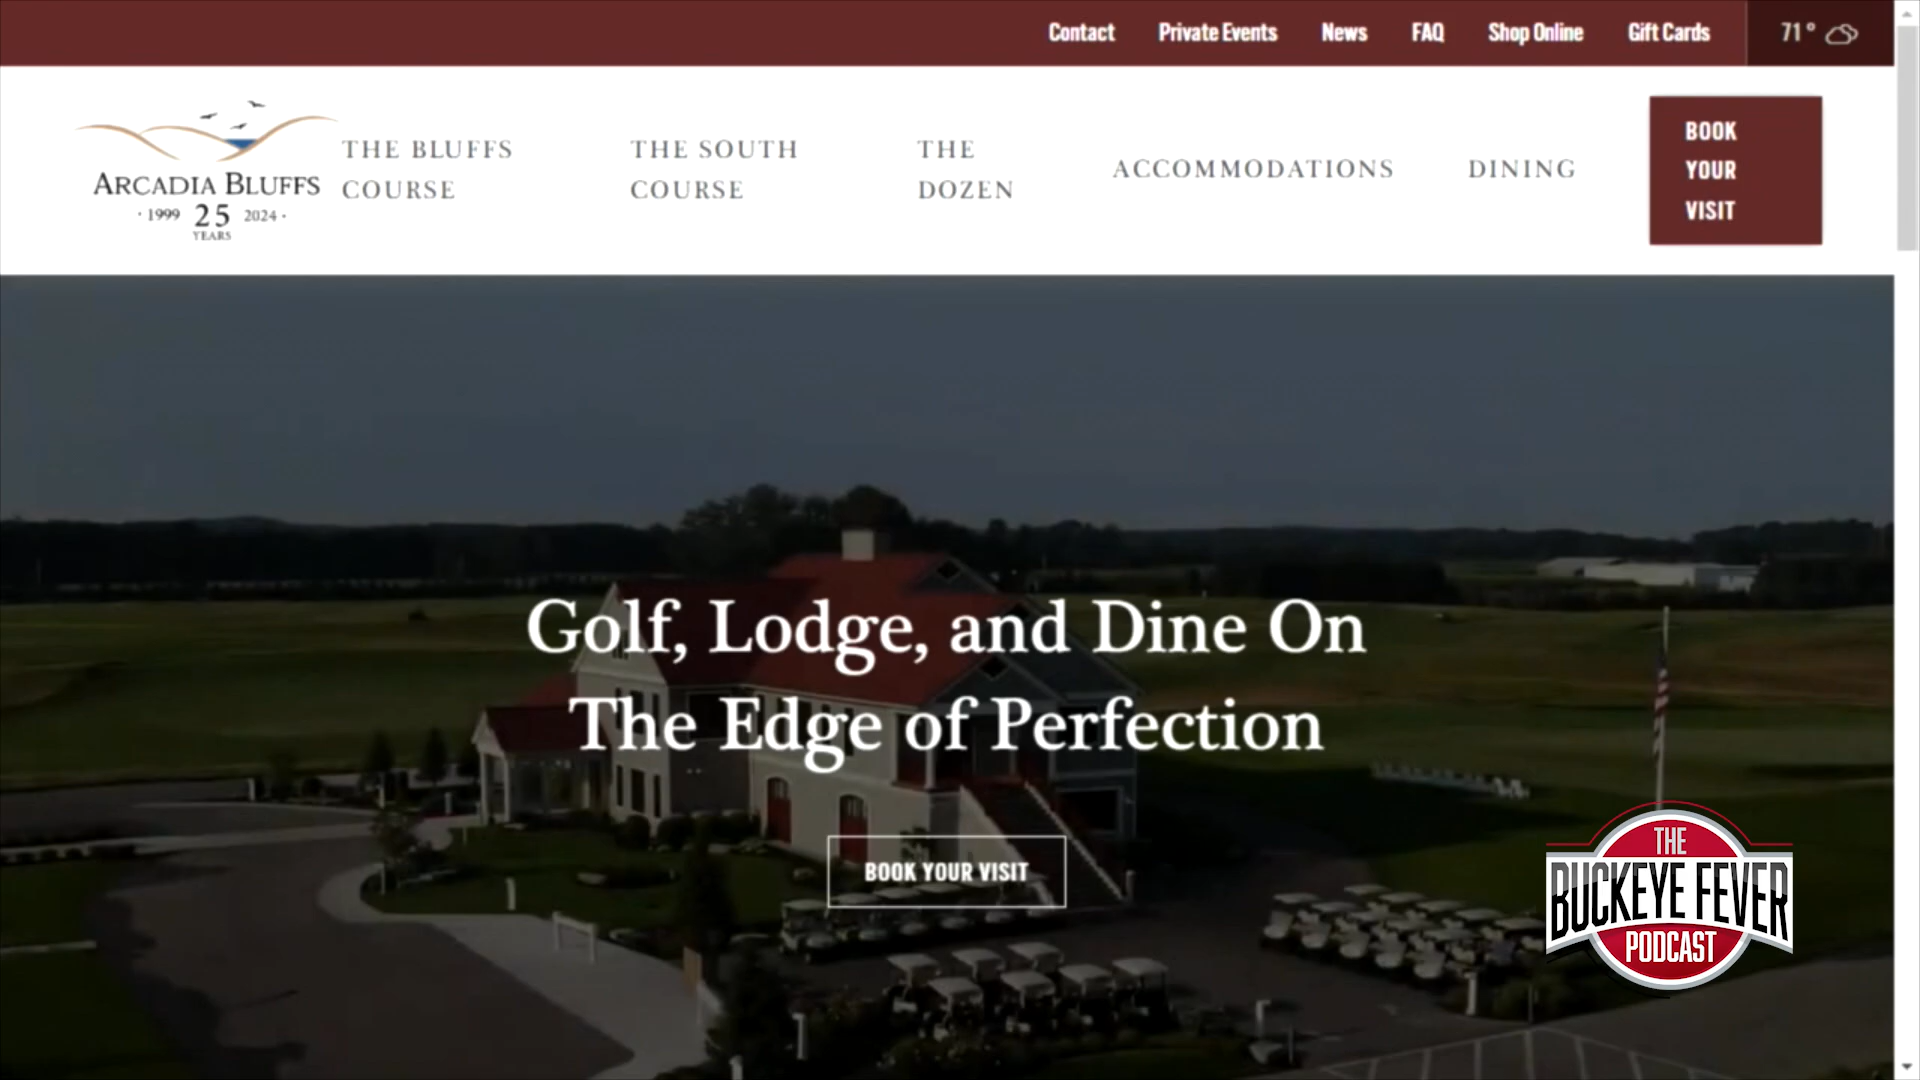 Contact Private Events News FAQ Shop Online Gift Cards 71°
ARCADIA BLUFFS
· 1999 25 2024 ·
YEARS
THE BLUFFS
COURSE
THE SOUTH
COURSE
THE
DOZEN
ACCOMMODATIONS
DINING
BOOK
YOUR
VISIT
Golf, Lodge, and Dine On
The Edge of Perfection
BOOK YOUR VISIT
THE
BUCKEYE FEVER
PODCAST